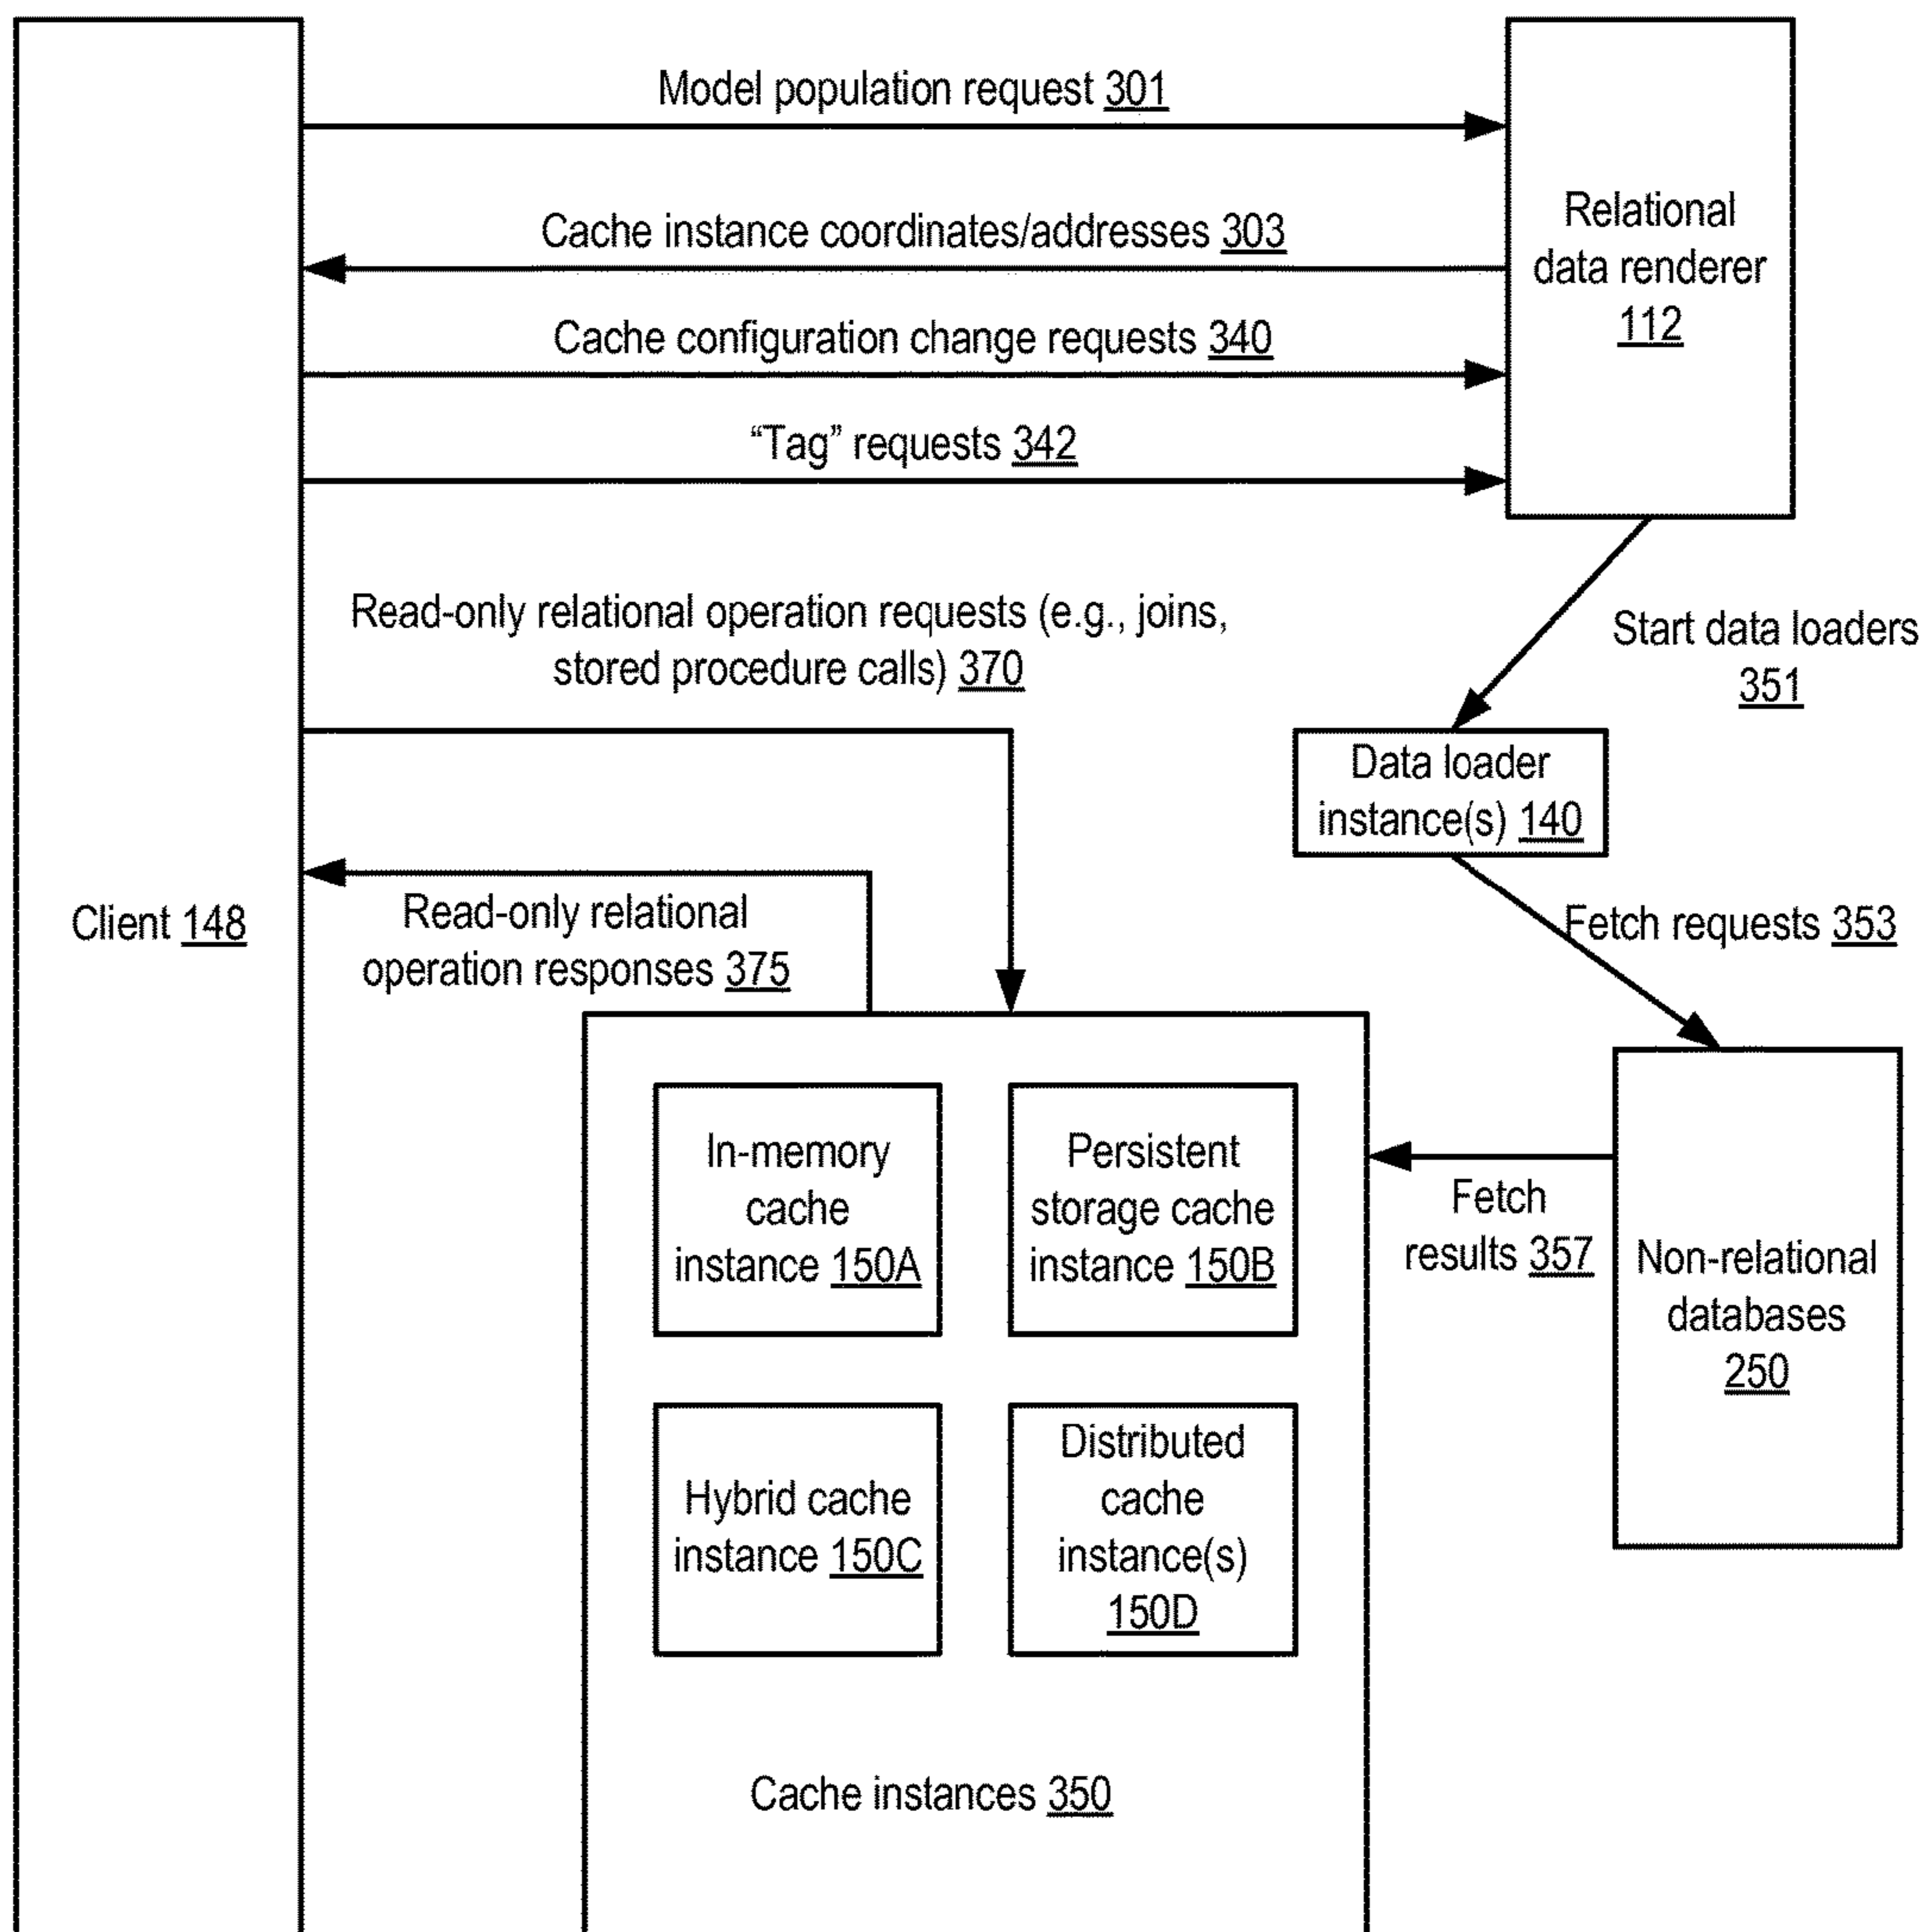 Model population request 301
Cache instance coordinates/addresses 303
Cache configuration change requests 340
“Tag” requests 342
Relational
data renderer
112
Read-only relational operation requests (e.g., joins,
stored procedure calls) 370
Start data loaders
351
Data loader
instance(s) 140
Client 148
Read-only relational
operation responses 375
Fetch requests 353
In-memory
cache
instance 150A
Persistent
storage cache
instance 150B
Fetch
results 357
Non-relational
databases
250
Hybrid cache
instance 150C
Distributed
cache
instance(s)
150D
Cache instances 350